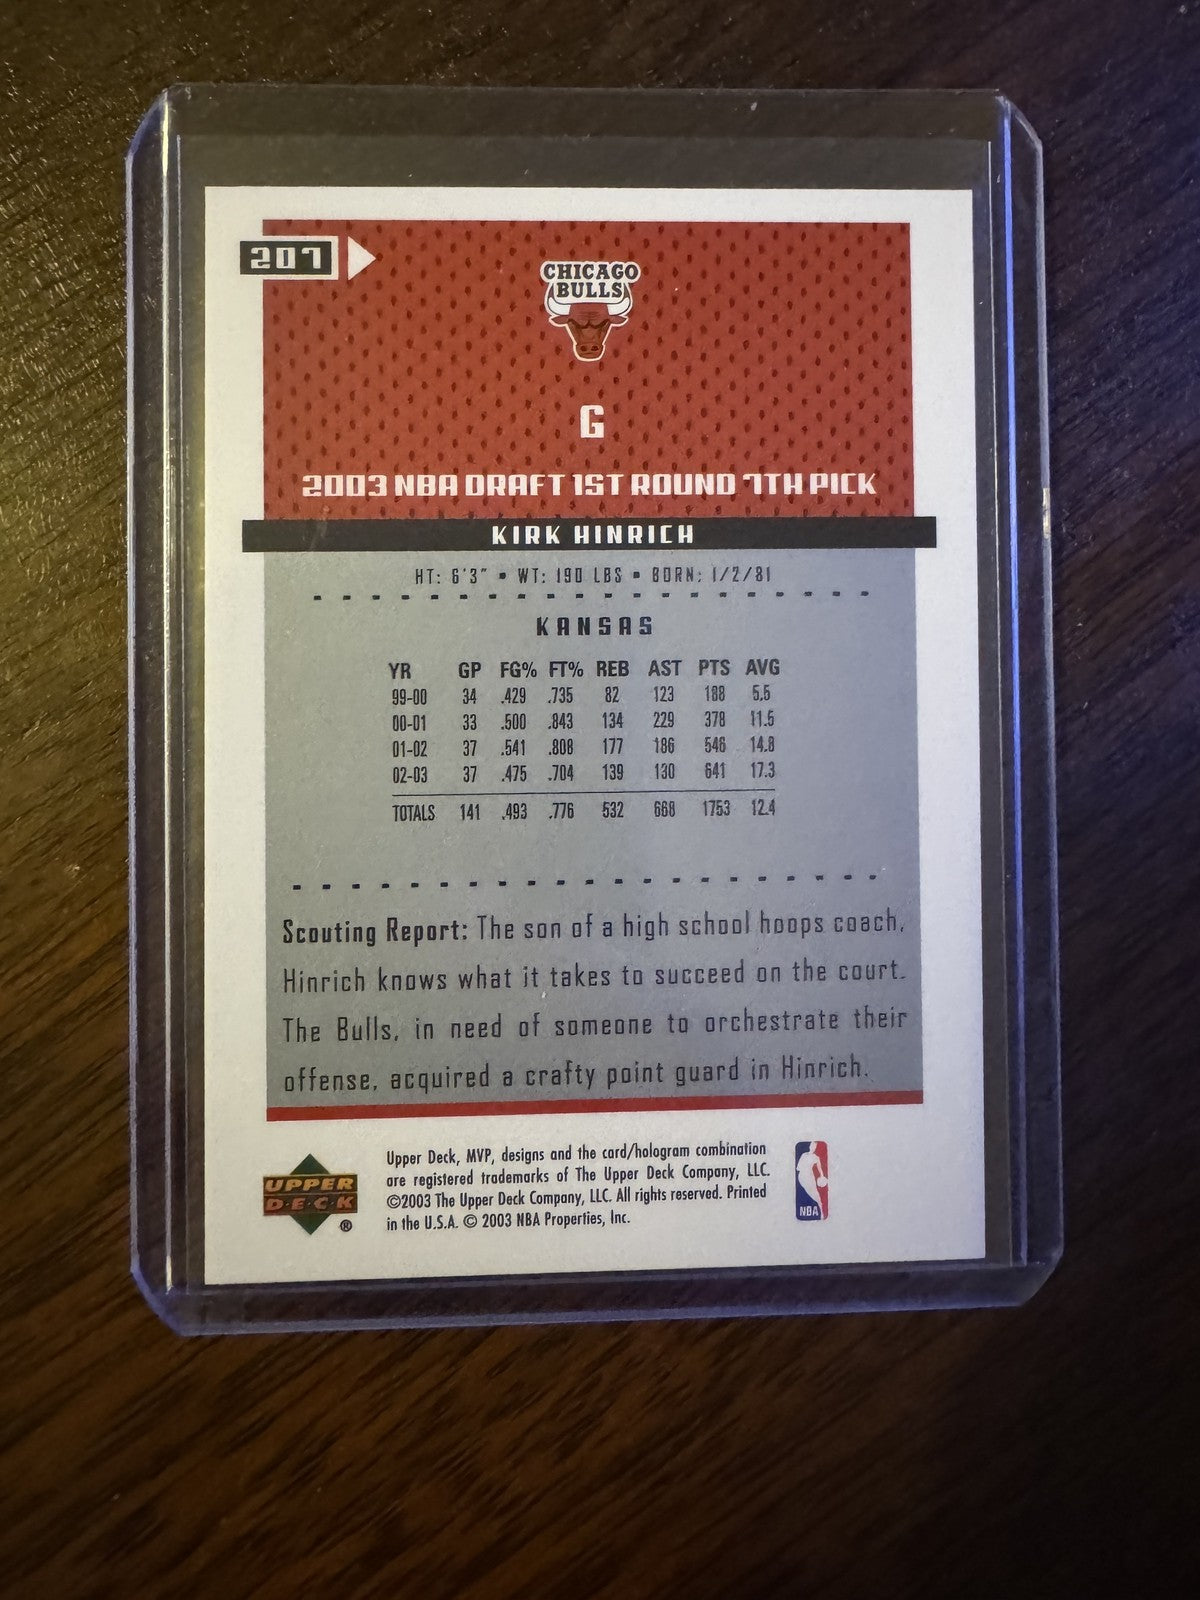 207
CHICAGO
BULLS
G
2003 NBA DRAFT 1ST ROUND 7TH PICK
KIRK HINRICH
HT: 6'3" • WT: 190 LBS • BORN: 1/2/81
KANSAS
YR GP FG% FT% REB AST PTS AVG
99-00 34 .429 .735 82 123 188 5.5
00-01 33 .500 .843 134 229 378 11.5
01-02 37 .541 .808 177 186 546 14.8
02-03 37 .475 .704 139 130 641 17.3
TOTALS 141 .493 .776 532 668 1753 12.4
Scouting Report: The son of a high school hoops coach,
Hinrich knows what it takes to succeed on the court.
The Bulls, in need of someone to orchestrate their
offense, acquired a crafty point guard in Hinrich.
UPPER
D·E·C·K
®
Upper Deck, MVP, designs and the card/hologram combination
are registered trademarks of The Upper Deck Company, LLC.
©2003 The Upper Deck Company, LLC. All rights reserved. Printed
in the U.S.A. © 2003 NBA Properties, Inc.
NBA